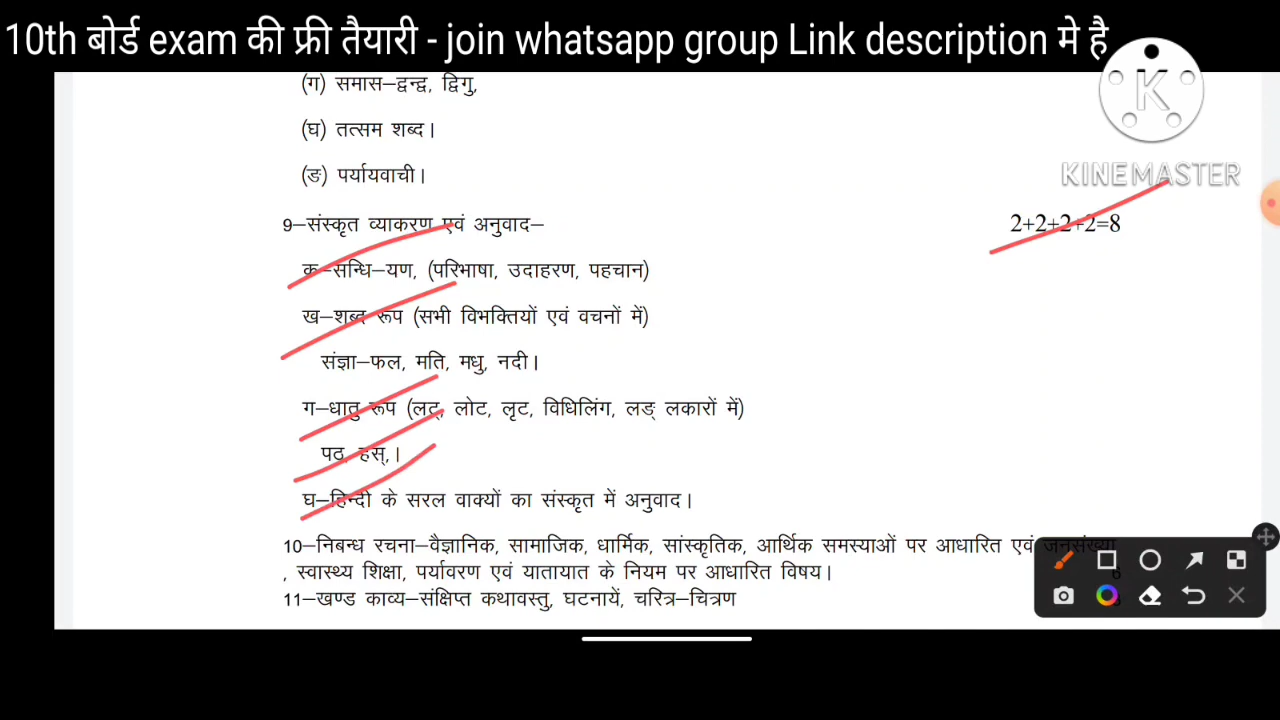 10th बोर्ड exam की फ्री तैयारी - join whatsapp group Link description मे है
(ग) समास–द्वन्द्व, द्विगु,
K
(घ) तत्सम शब्द।
(ङ) पर्यायवाची।
KINEMASTER
9–संस्कृत व्याकरण एवं अनुवाद– 2+2+2+2=8
क–सन्धि–यण, (परिभाषा, उदाहरण, पहचान)
ख–शब्द रूप (सभी विभक्तियों एवं वचनों में)
संज्ञा–फल, मति, मधु, नदी।
ग–धातु रूप (लट्, लोट, लृट, विधिलिंग, लङ् लकारों में)
पठ, हस्,।
घ–हिन्दी के सरल वाक्यों का संस्कृत में अनुवाद।
10–निबन्ध रचना–वैज्ञानिक, सामाजिक, धार्मिक, सांस्कृतिक, आर्थिक समस्याओं पर आधारित एवं जनसंख्या
, स्वास्थ्य शिक्षा, पर्यावरण एवं यातायात के नियम पर आधारित विषय। 6
11–खण्ड काव्य–संक्षिप्त कथावस्तु, घटनायें, चरित्र–चित्रण